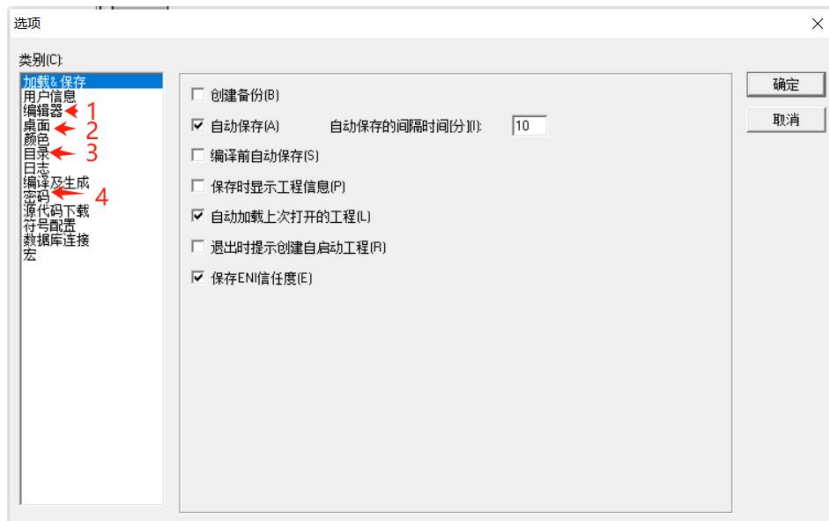 选项
类别(C):
加载&保存
用户信息
编辑器 1
桌面 2
颜色
目录 3
日志
编译及生成
密码 4
源代码下载
符号配置
数据库连接
宏
创建备份(B)
自动保存(A) 自动保存的间隔时间[分](I): 10
编译前自动保存(S)
保存时显示工程信息(P)
自动加载上次打开的工程(L)
退出时提示创建自启动工程(R)
保存ENI信任度(E)
确定
取消